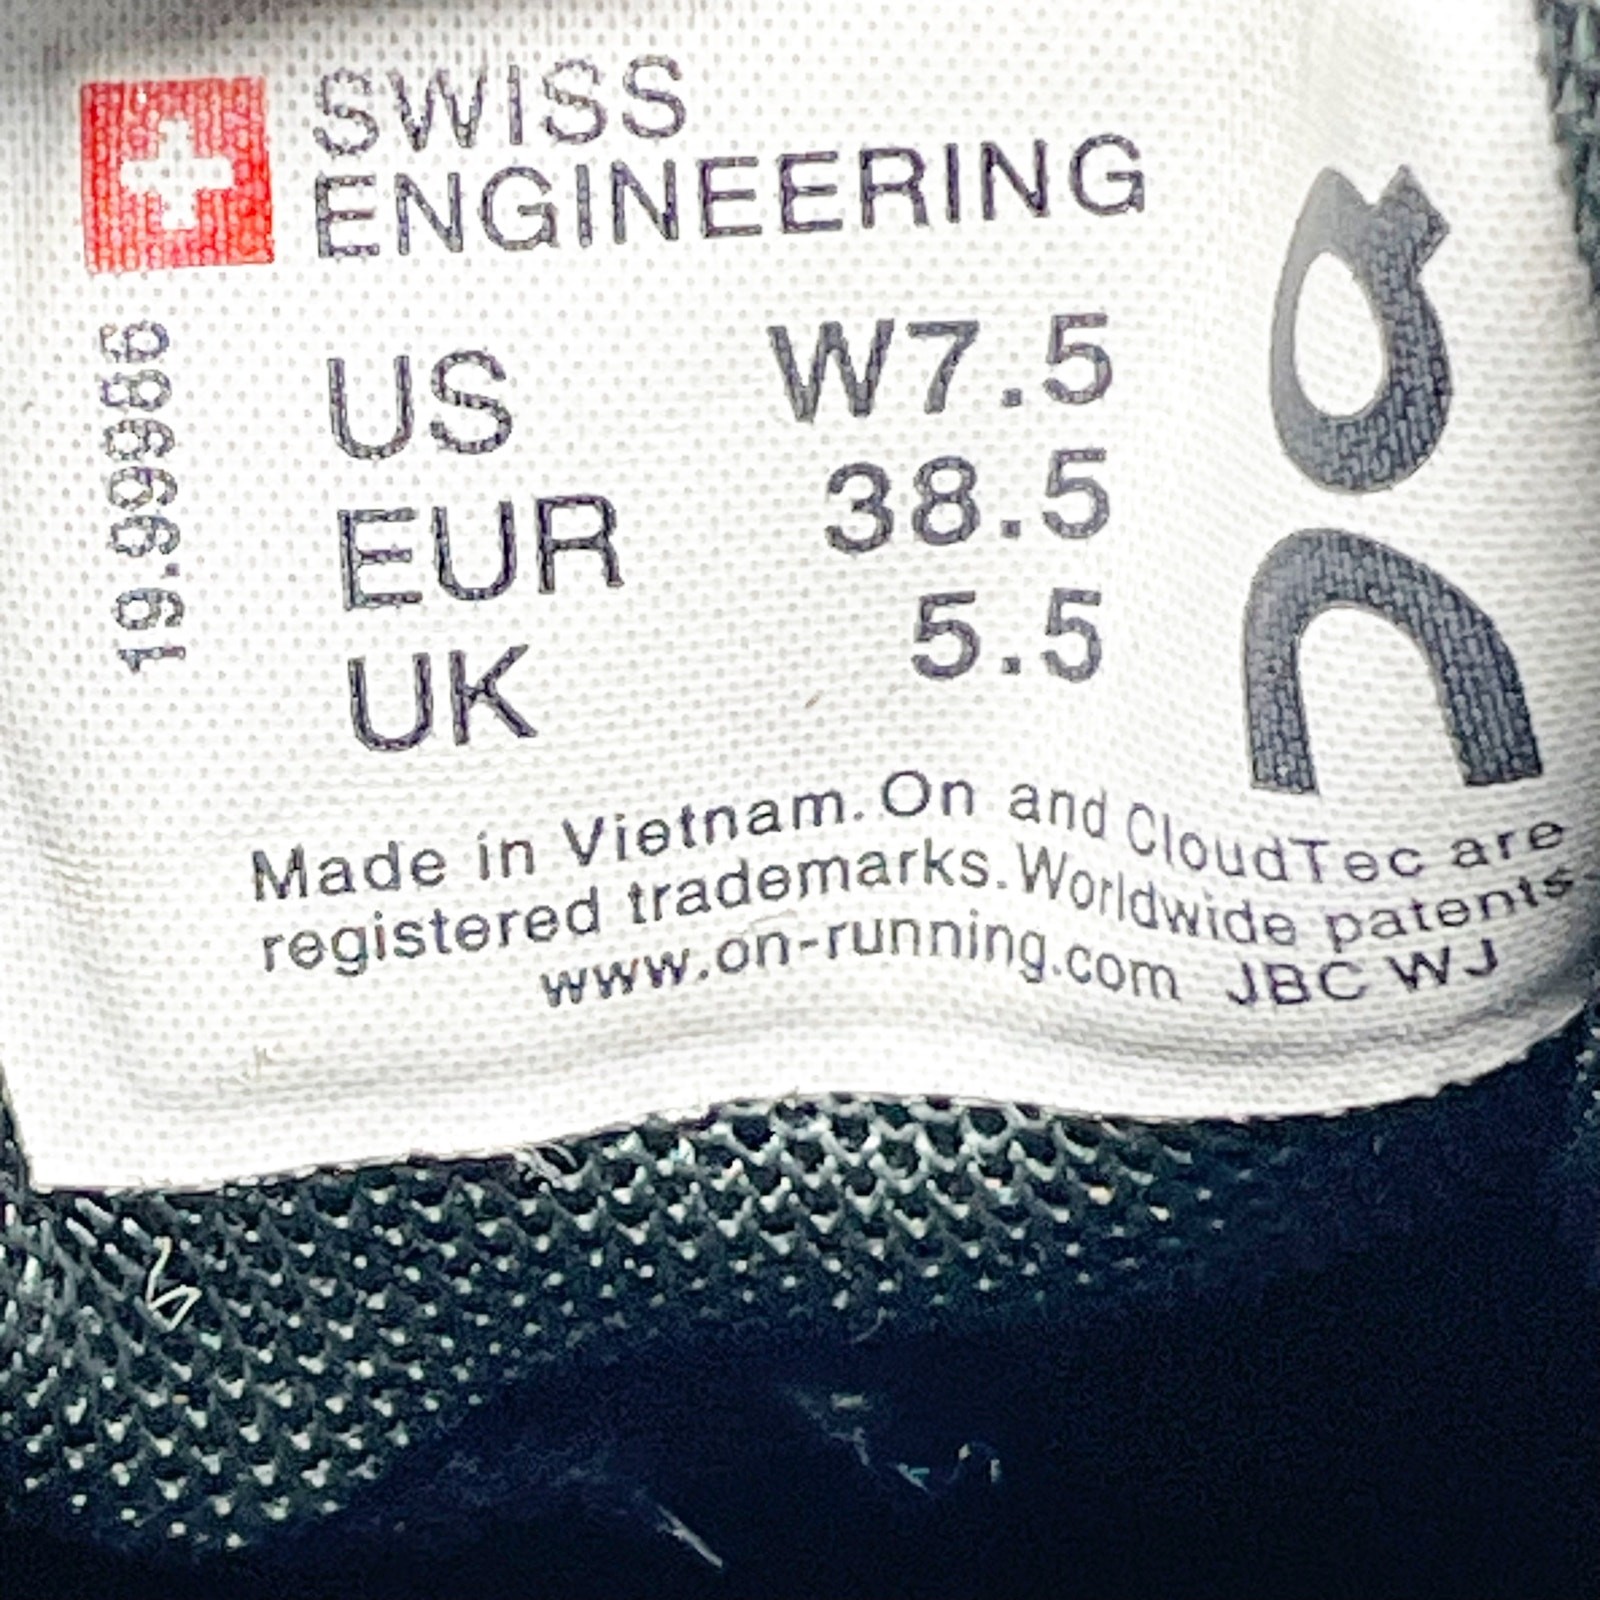 SWISS
ENGINEERING
19.99986
US W7.5
EUR 38.5
UK 5.5
On
Made in Vietnam. On and CloudTec are
registered trademarks. Worldwide patents
www.on-running.com JBC WJ